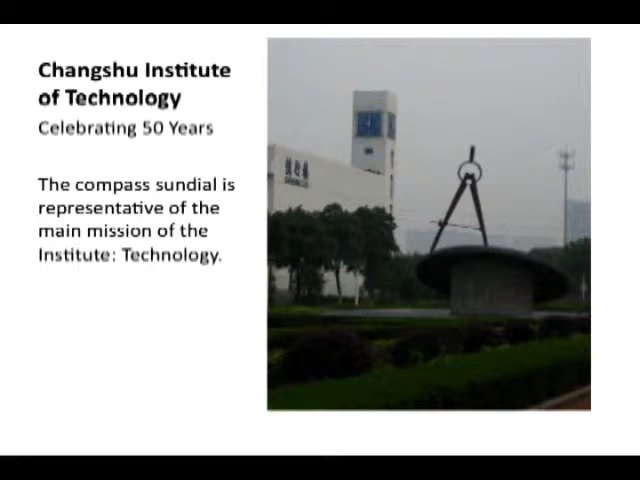 Changshu Institute
of Technology
Celebrating 50 Years
The compass sundial is
representative of the
main mission of the
Institute: Technology.